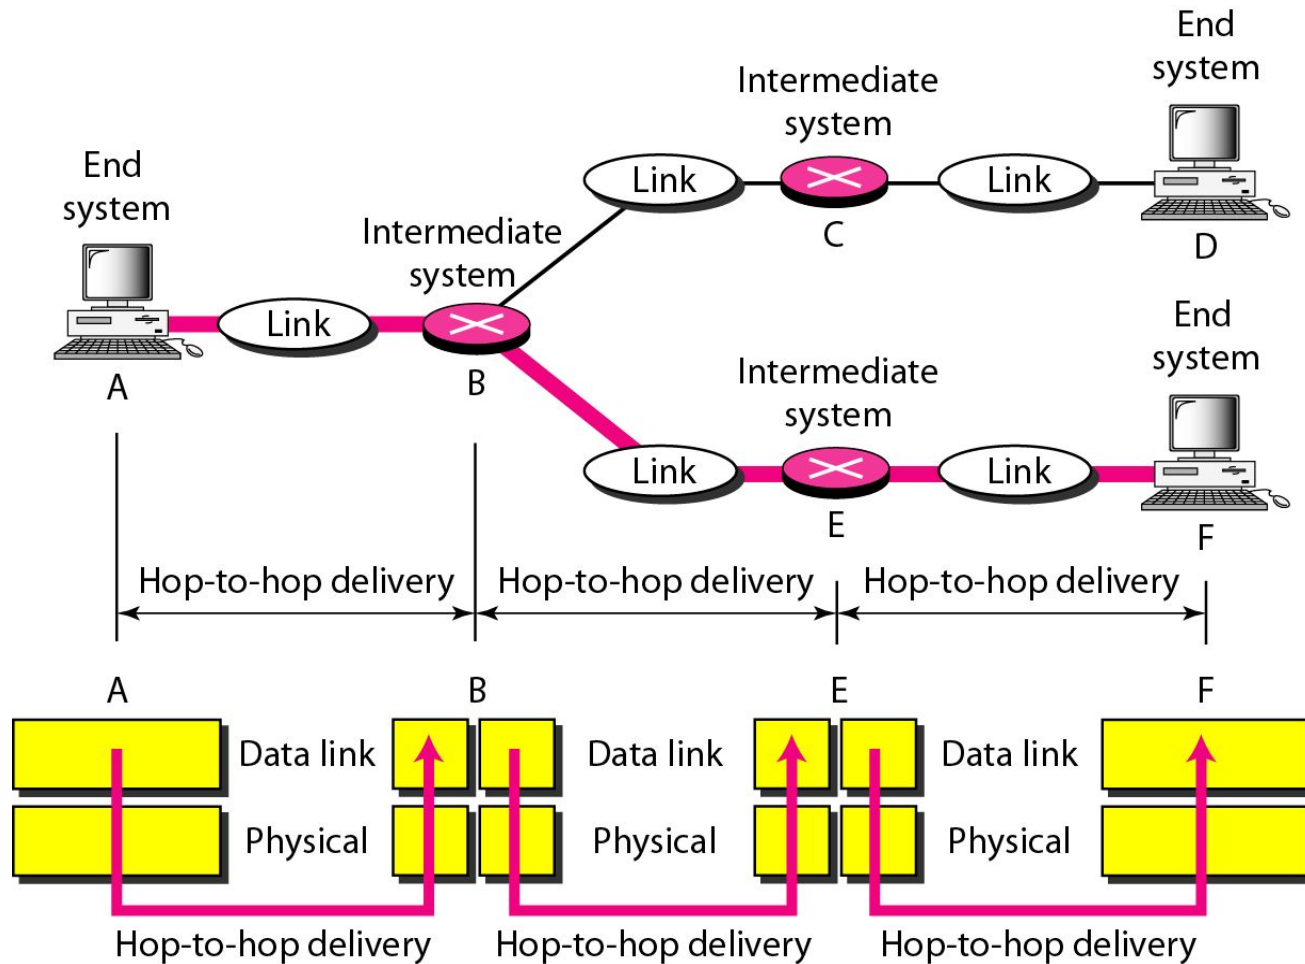 End
system
Intermediate
system
Link
Link
C
D
End
system
Intermediate
system
Link
A
B
End
system
Intermediate
system
Link
Link
E
F
Hop-to-hop delivery
Hop-to-hop delivery
Hop-to-hop delivery
A
B
E
F
Data link
Data link
Data link
Physical
Physical
Physical
Hop-to-hop delivery
Hop-to-hop delivery
Hop-to-hop delivery